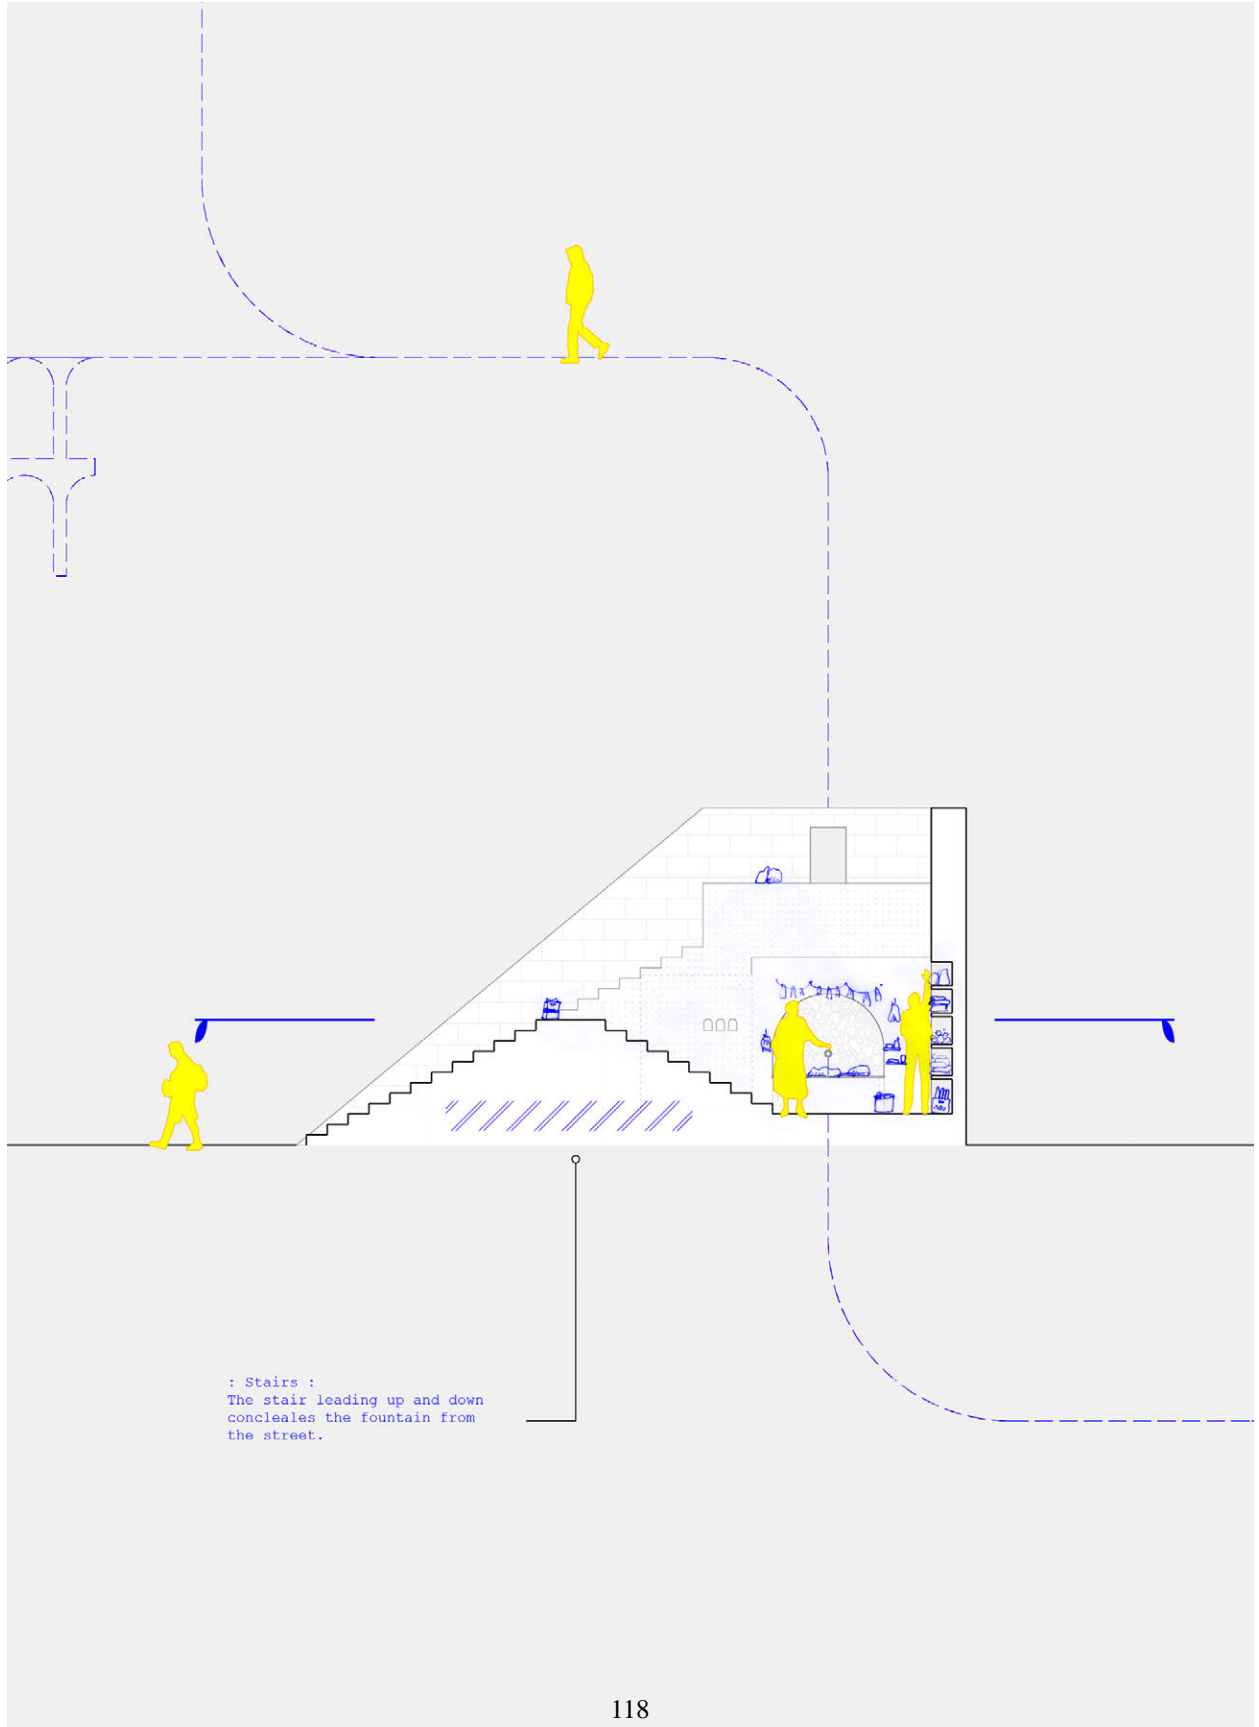 : Stairs :
The stair leading up and down
concleales the fountain from
the street.
118